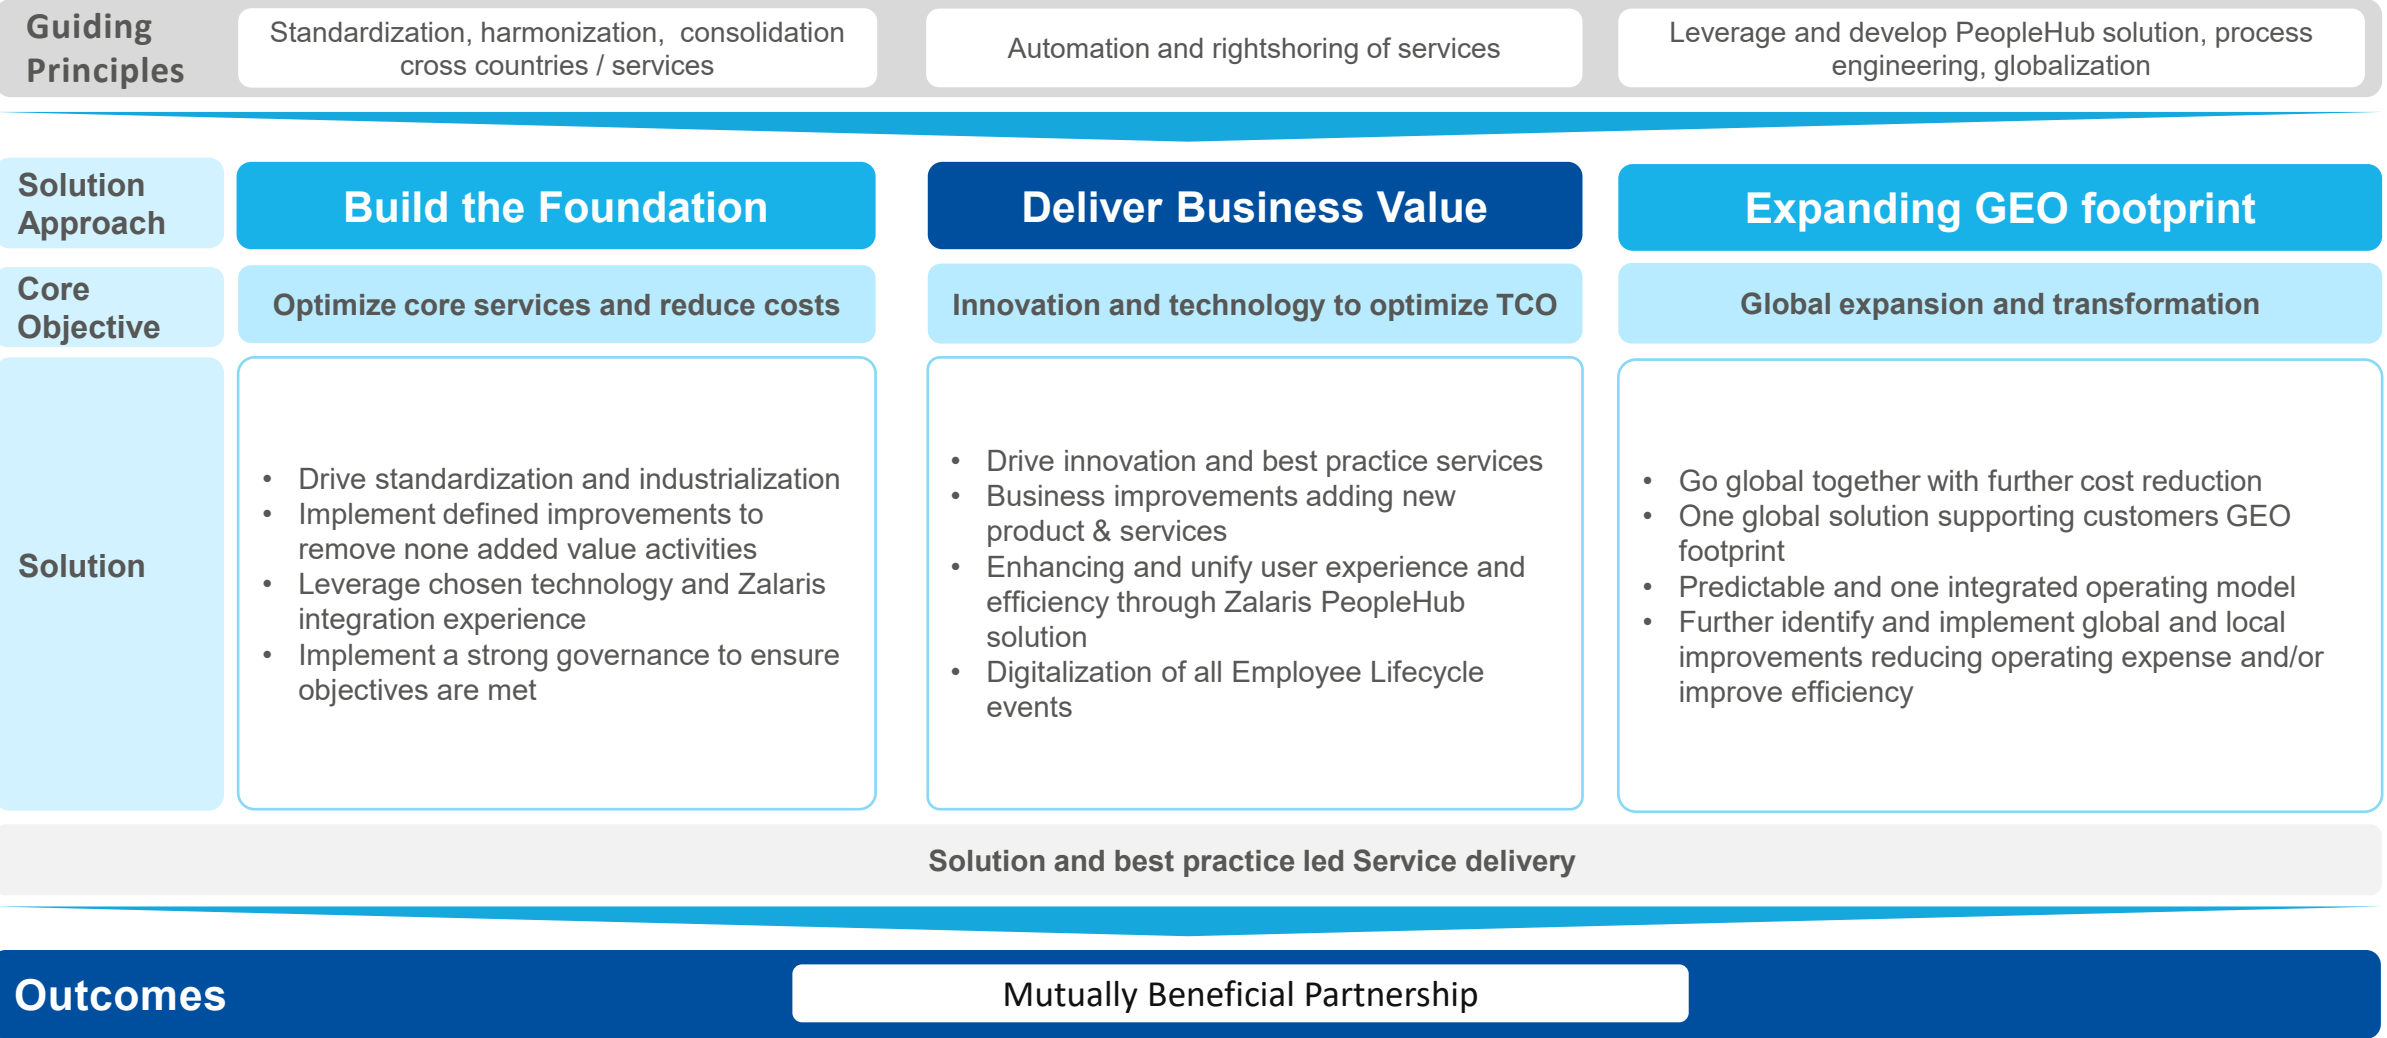 Guiding
Principles
Standardization, harmonization, consolidation
cross countries / services
Automation and rightshoring of services
Leverage and develop PeopleHub solution, process
engineering, globalization
Solution
Approach
Build the Foundation
Deliver Business Value
Expanding GEO footprint
Core
Objective
Optimize core services and reduce costs
Innovation and technology to optimize TCO
Global expansion and transformation
Solution
• Drive standardization and industrialization
• Implement defined improvements to
remove none added value activities
• Leverage chosen technology and Zalaris
integration experience
• Implement a strong governance to ensure
objectives are met
• Drive innovation and best practice services
• Business improvements adding new
product & services
• Enhancing and unify user experience and
efficiency through Zalaris PeopleHub
solution
• Digitalization of all Employee Lifecycle
events
• Go global together with further cost reduction
• One global solution supporting customers GEO
footprint
• Predictable and one integrated operating model
• Further identify and implement global and local
improvements reducing operating expense and/or
improve efficiency
Solution and best practice led Service delivery
Outcomes
Mutually Beneficial Partnership